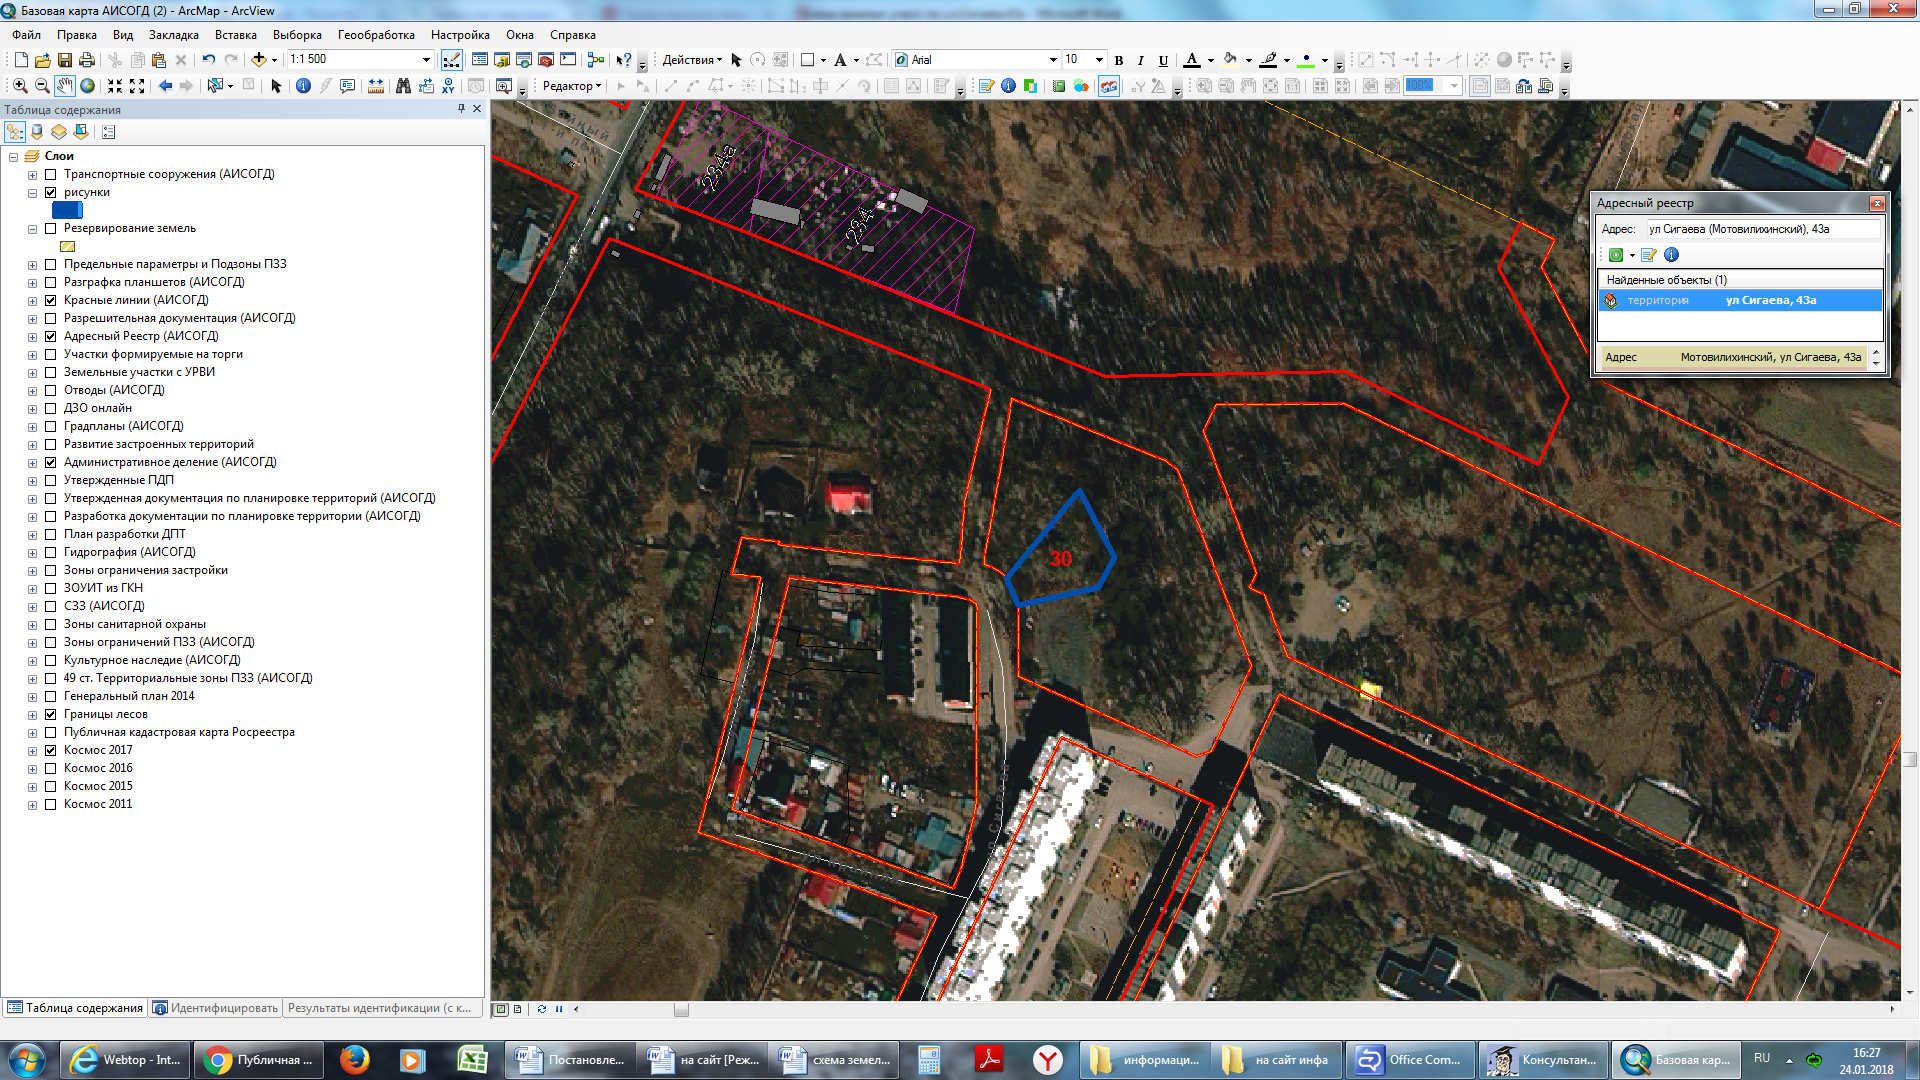 Базовая карта АИСОГД (2) - ArcMap - ArcView
Файл Правка Вид Закладка Вставка Выборка Геообработка Настройка Окна Справка
1:1 500 Действия Arial 10 B I U A
Редактор 100%
Таблица содержания
Слои
Транспортные сооружения (АИСОГД)
рисунки
Резервирование земель
Предельные параметры и Подзоны ПЗЗ
Разграфка планшетов (АИСОГД)
Красные линии (АИСОГД)
Разрешительная документация (АИСОГД)
Адресный Реестр (АИСОГД)
Участки формируемые на торги
Земельные участки с УРВИ
Отводы (АИСОГД)
ДЗО онлайн
Градпланы (АИСОГД)
Развитие застроенных территорий
Административное деление (АИСОГД)
Утвержденные ПДП
Утвержденная документация по планировке территорий (АИСОГД)
Разработка документации по планировке территории (АИСОГД)
План разработки ДПТ
Гидрография (АИСОГД)
Зоны ограничения застройки
ЗОУИТ из ГКН
СЗЗ (АИСОГД)
Зоны санитарной охраны
Зоны ограничений ПЗЗ (АИСОГД)
Культурное наследие (АИСОГД)
49 ст. Территориальные зоны ПЗЗ (АИСОГД)
Генеральный план 2014
Границы лесов
Публичная кадастровая карта Росреестра
Космос 2017
Космос 2016
Космос 2015
Космос 2011
234а
234
30
Адресный реестр
Адрес: ул Сигаева (Мотовилихинский), 43а
Найденные объекты (1)
территория ул Сигаева, 43а
Адрес Мотовилихинский, ул Сигаева, 43а
Таблица содержания Идентифицировать Результаты идентификации (с к...
Webtop - Int... Публичная ... Постановле... на сайт [Реж... схема земел... информаци... на сайт инфа Office Com... Консультан... Базовая кар... RU 16:27
24.01.2018